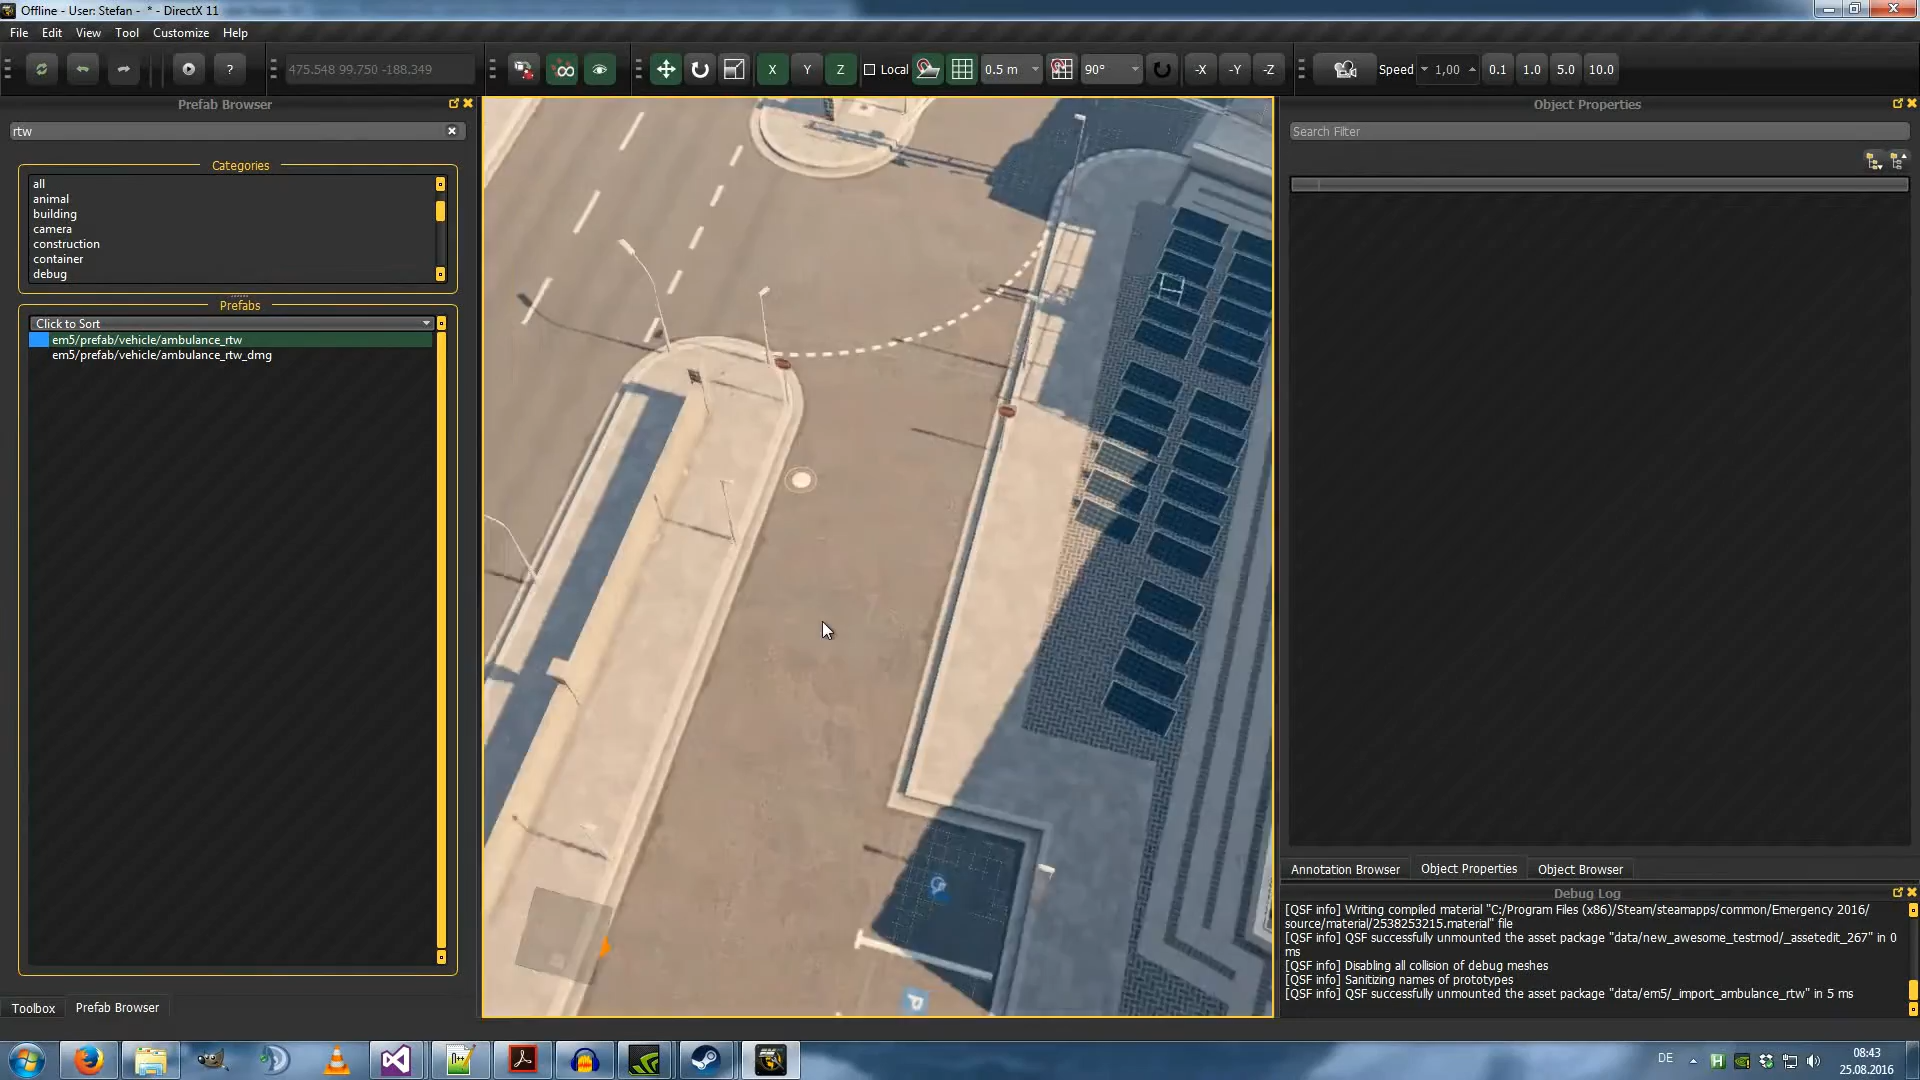 Offline - User: Stefan - * - DirectX 11
File Edit View Tool Customize Help
? 475.548 99.750 -188.349 X Y Z Local 0.5 m 90° -X -Y -Z Speed 1,00 0.1 1.0 5.0 10.0
Prefab Browser
rtw
Categories
all
animal
building
camera
construction
container
debug
Prefabs
Click to Sort
em5/prefab/vehicle/ambulance_rtw
em5/prefab/vehicle/ambulance_rtw_dmg
Toolbox Prefab Browser
P
Object Properties
Search Filter
Annotation Browser Object Properties Object Browser
Debug Log
[QSF info] Writing compiled material "C:/Program Files (x86)/Steam/steamapps/common/Emergency 2016/
source/material/2538253215.material" file
[QSF info] QSF successfully unmounted the asset package "data/new_awesome_testmod/_assetedit_267" in 0
ms
[QSF info] Disabling all collision of debug meshes
[QSF info] Sanitizing names of prototypes
[QSF info] QSF successfully unmounted the asset package "data/em5/_import_ambulance_rtw" in 5 ms
DE
08:43
25.08.2016